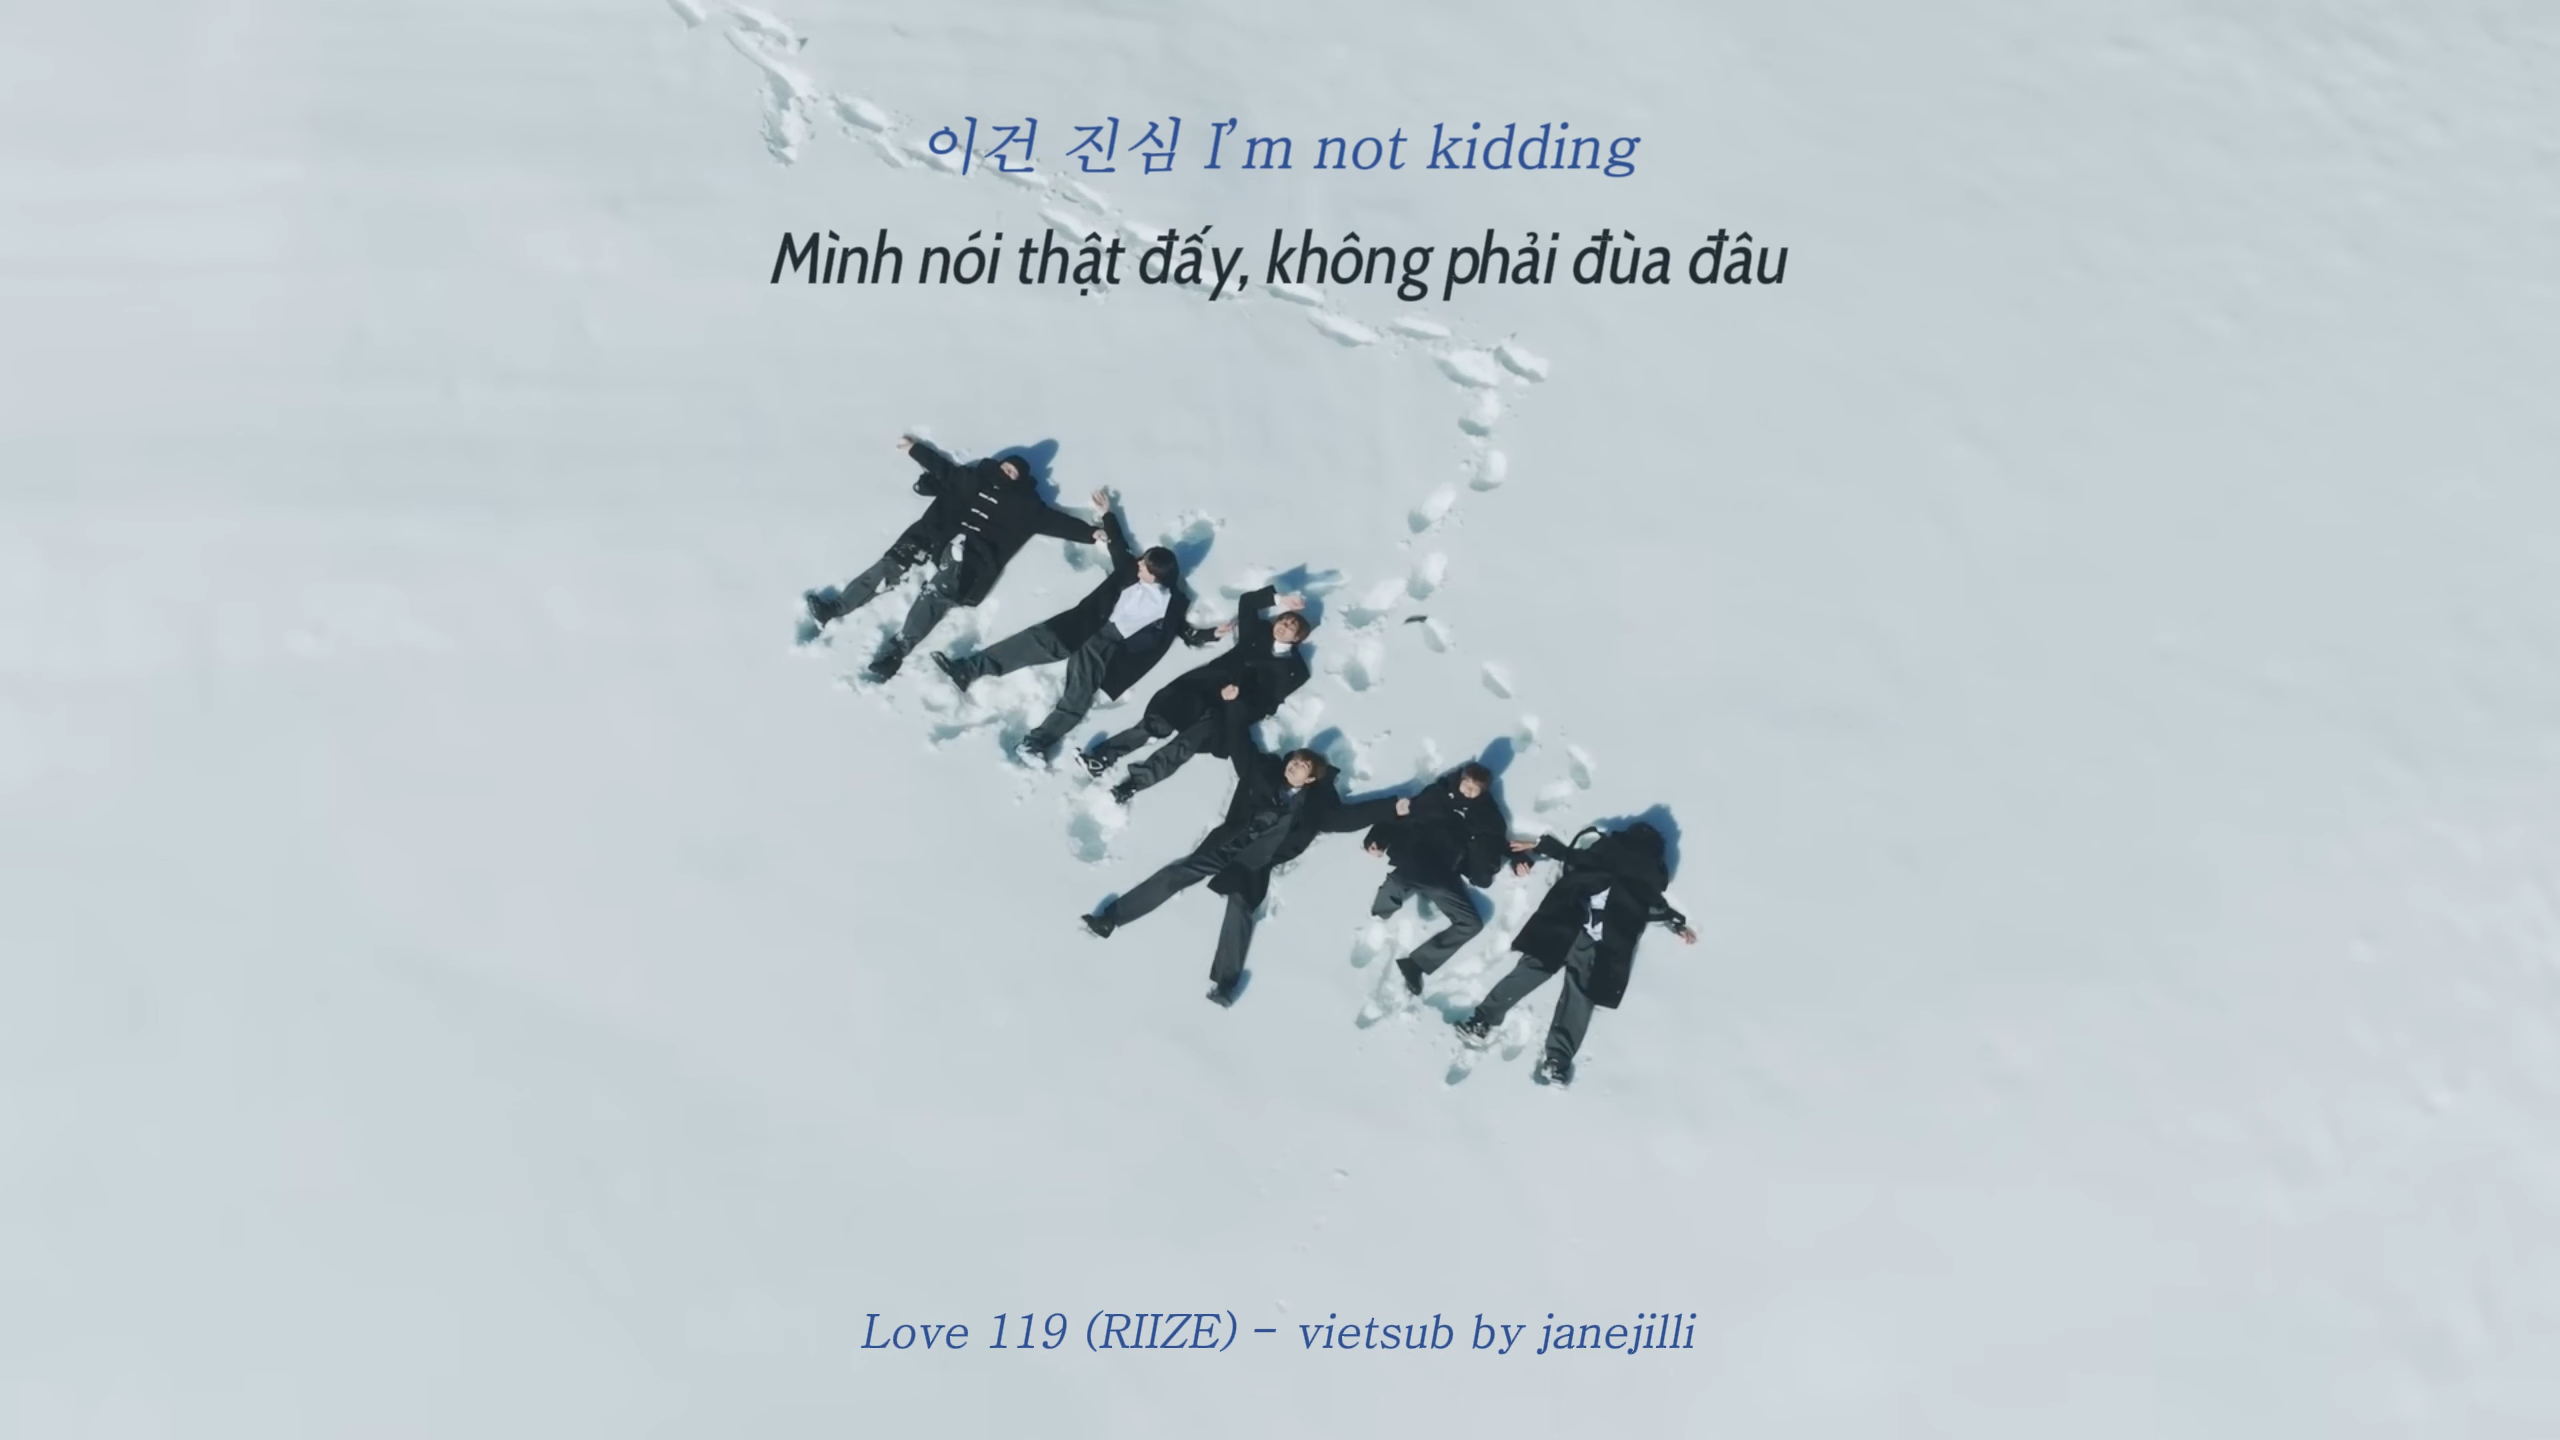 이건 진심 I'm not kidding
Mình nói thật đấy, không phải đùa đâu
Love 119 (RIIZE) - vietsub by janejilli